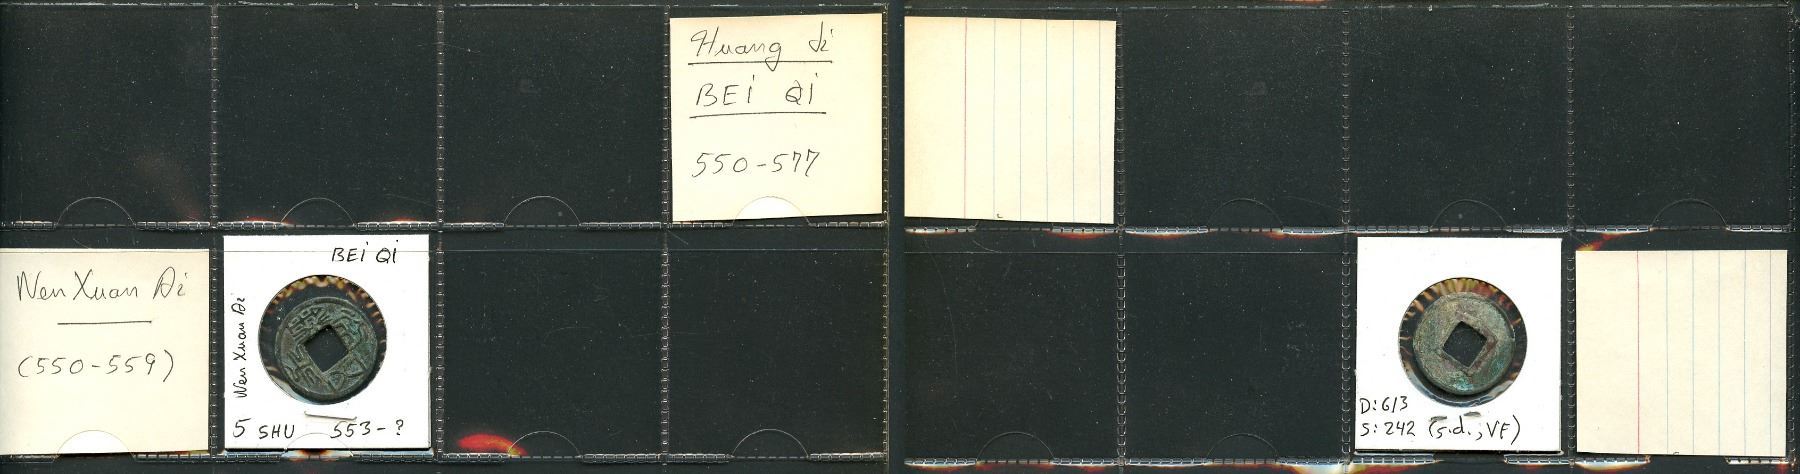 Huang di
BEI QI
550-577
Wen Xuan Di
(550-559)
BEI QI
Wen Xuan Di
5 SHU 553-?
D:613
S:242 (s.d., VF)